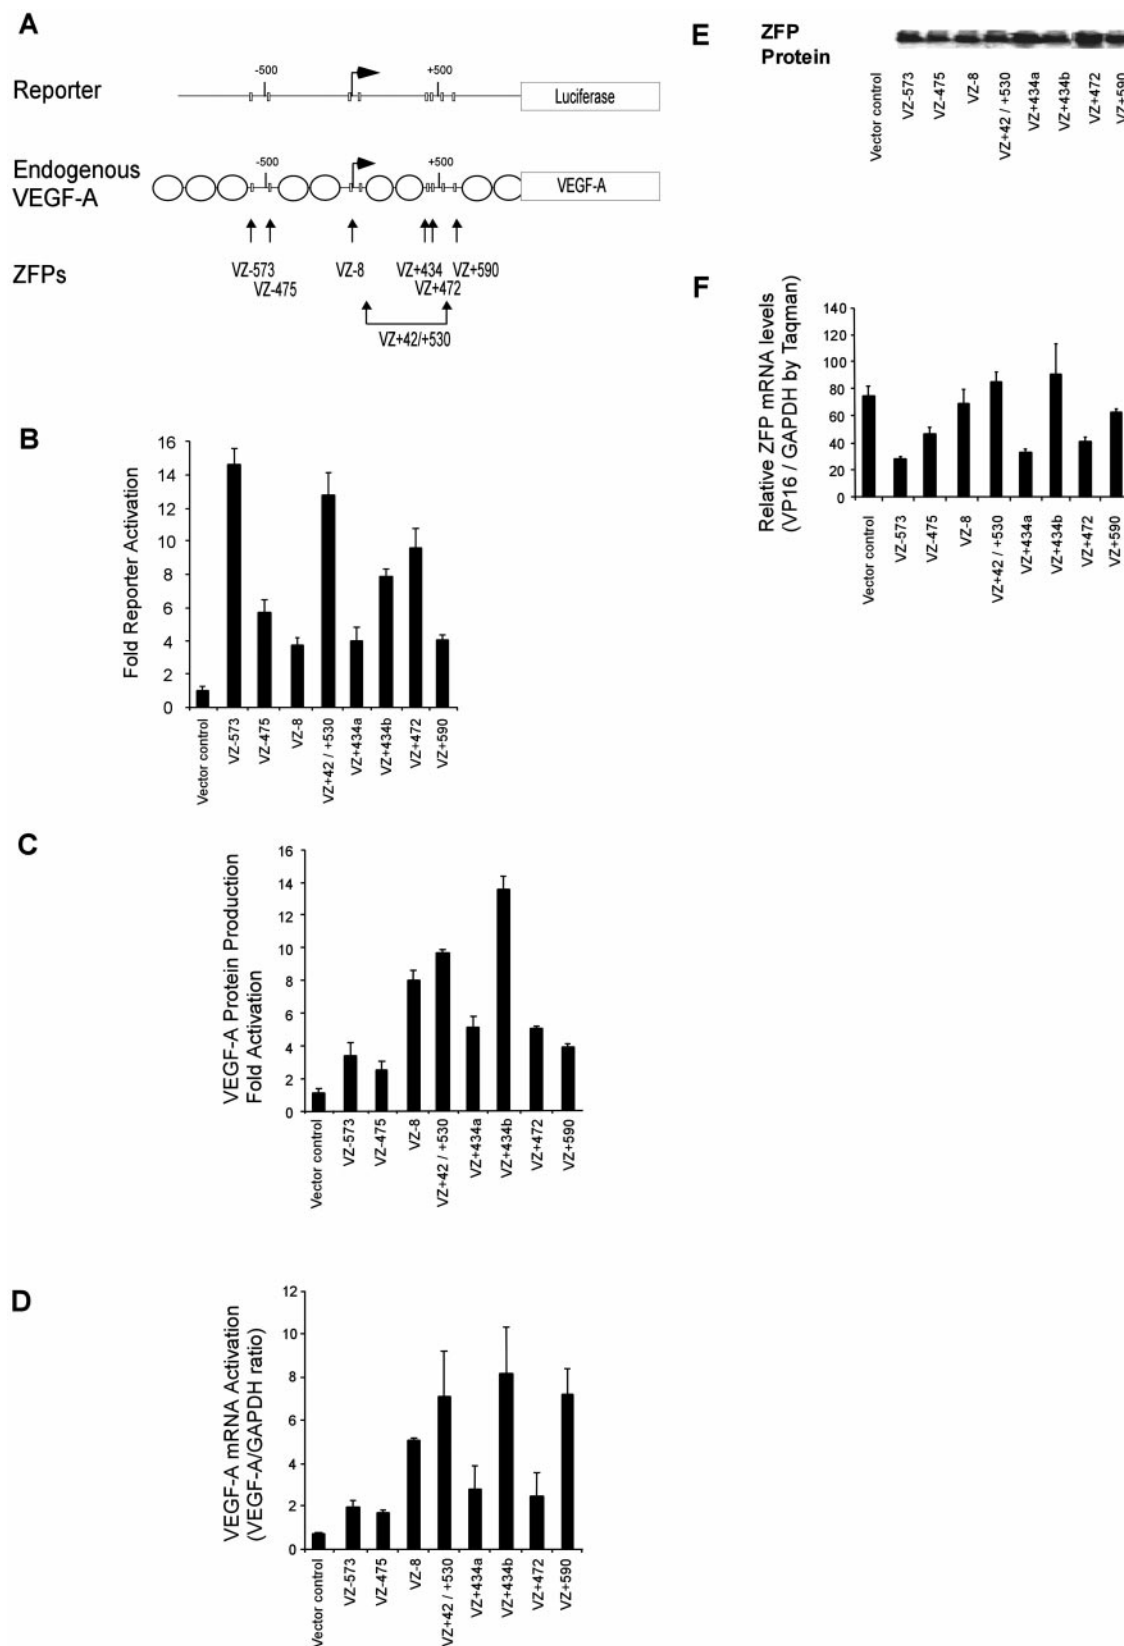 A
Reporter
-500
+500
Luciferase
Endogenous
VEGF-A
-500
+500
VEGF-A
ZFPs
VZ-573
VZ-475
VZ-8
VZ+434
VZ+472
VZ+590
VZ+42/+530
B
Fold Reporter Activation
16
14
12
10
8
6
4
2
0
Vector control
VZ-573
VZ-475
VZ-8
VZ+42 / +530
VZ+434a
VZ+434b
VZ+472
VZ+590
C
VEGF-A Protein Production
Fold Activation
16
14
12
10
8
6
4
2
0
Vector control
VZ-573
VZ-475
VZ-8
VZ+42 / +530
VZ+434a
VZ+434b
VZ+472
VZ+590
D
VEGF-A mRNA Activation
(VEGF-A/GAPDH ratio)
12
10
8
6
4
2
0
Vector control
VZ-573
VZ-475
VZ-8
VZ+42 / +530
VZ+434a
VZ+434b
VZ+472
VZ+590
E
ZFP
Protein
Vector control
VZ-573
VZ-475
VZ-8
VZ+42 / +530
VZ+434a
VZ+434b
VZ+472
VZ+590
F
Relative ZFP mRNA levels
(VP16 / GAPDH by Taqman)
140
120
100
80
60
40
20
0
Vector control
VZ-573
VZ-475
VZ-8
VZ+42 / +530
VZ+434a
VZ+434b
VZ+472
VZ+590